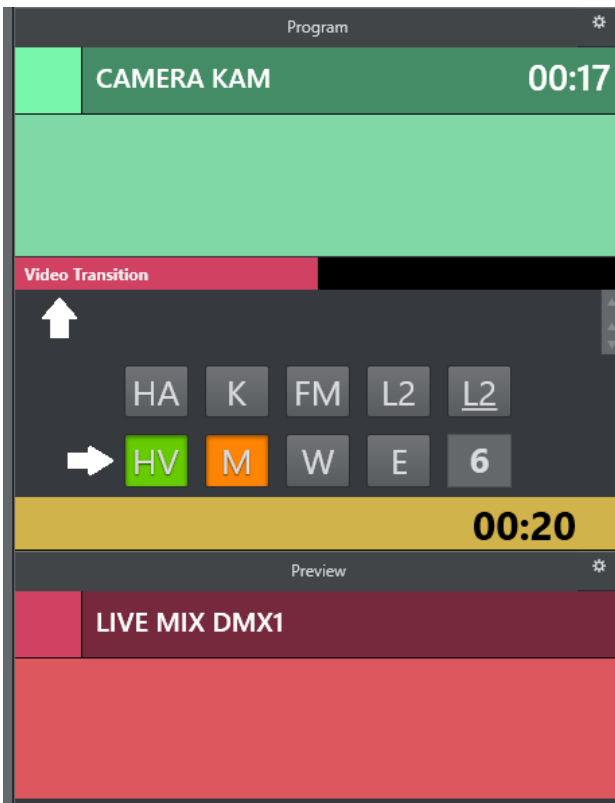 Program
CAMERA KAM 00:17
Video Transition
HA K FM L2 L2
HV M W E 6
00:20
Preview
LIVE MIX DMX1